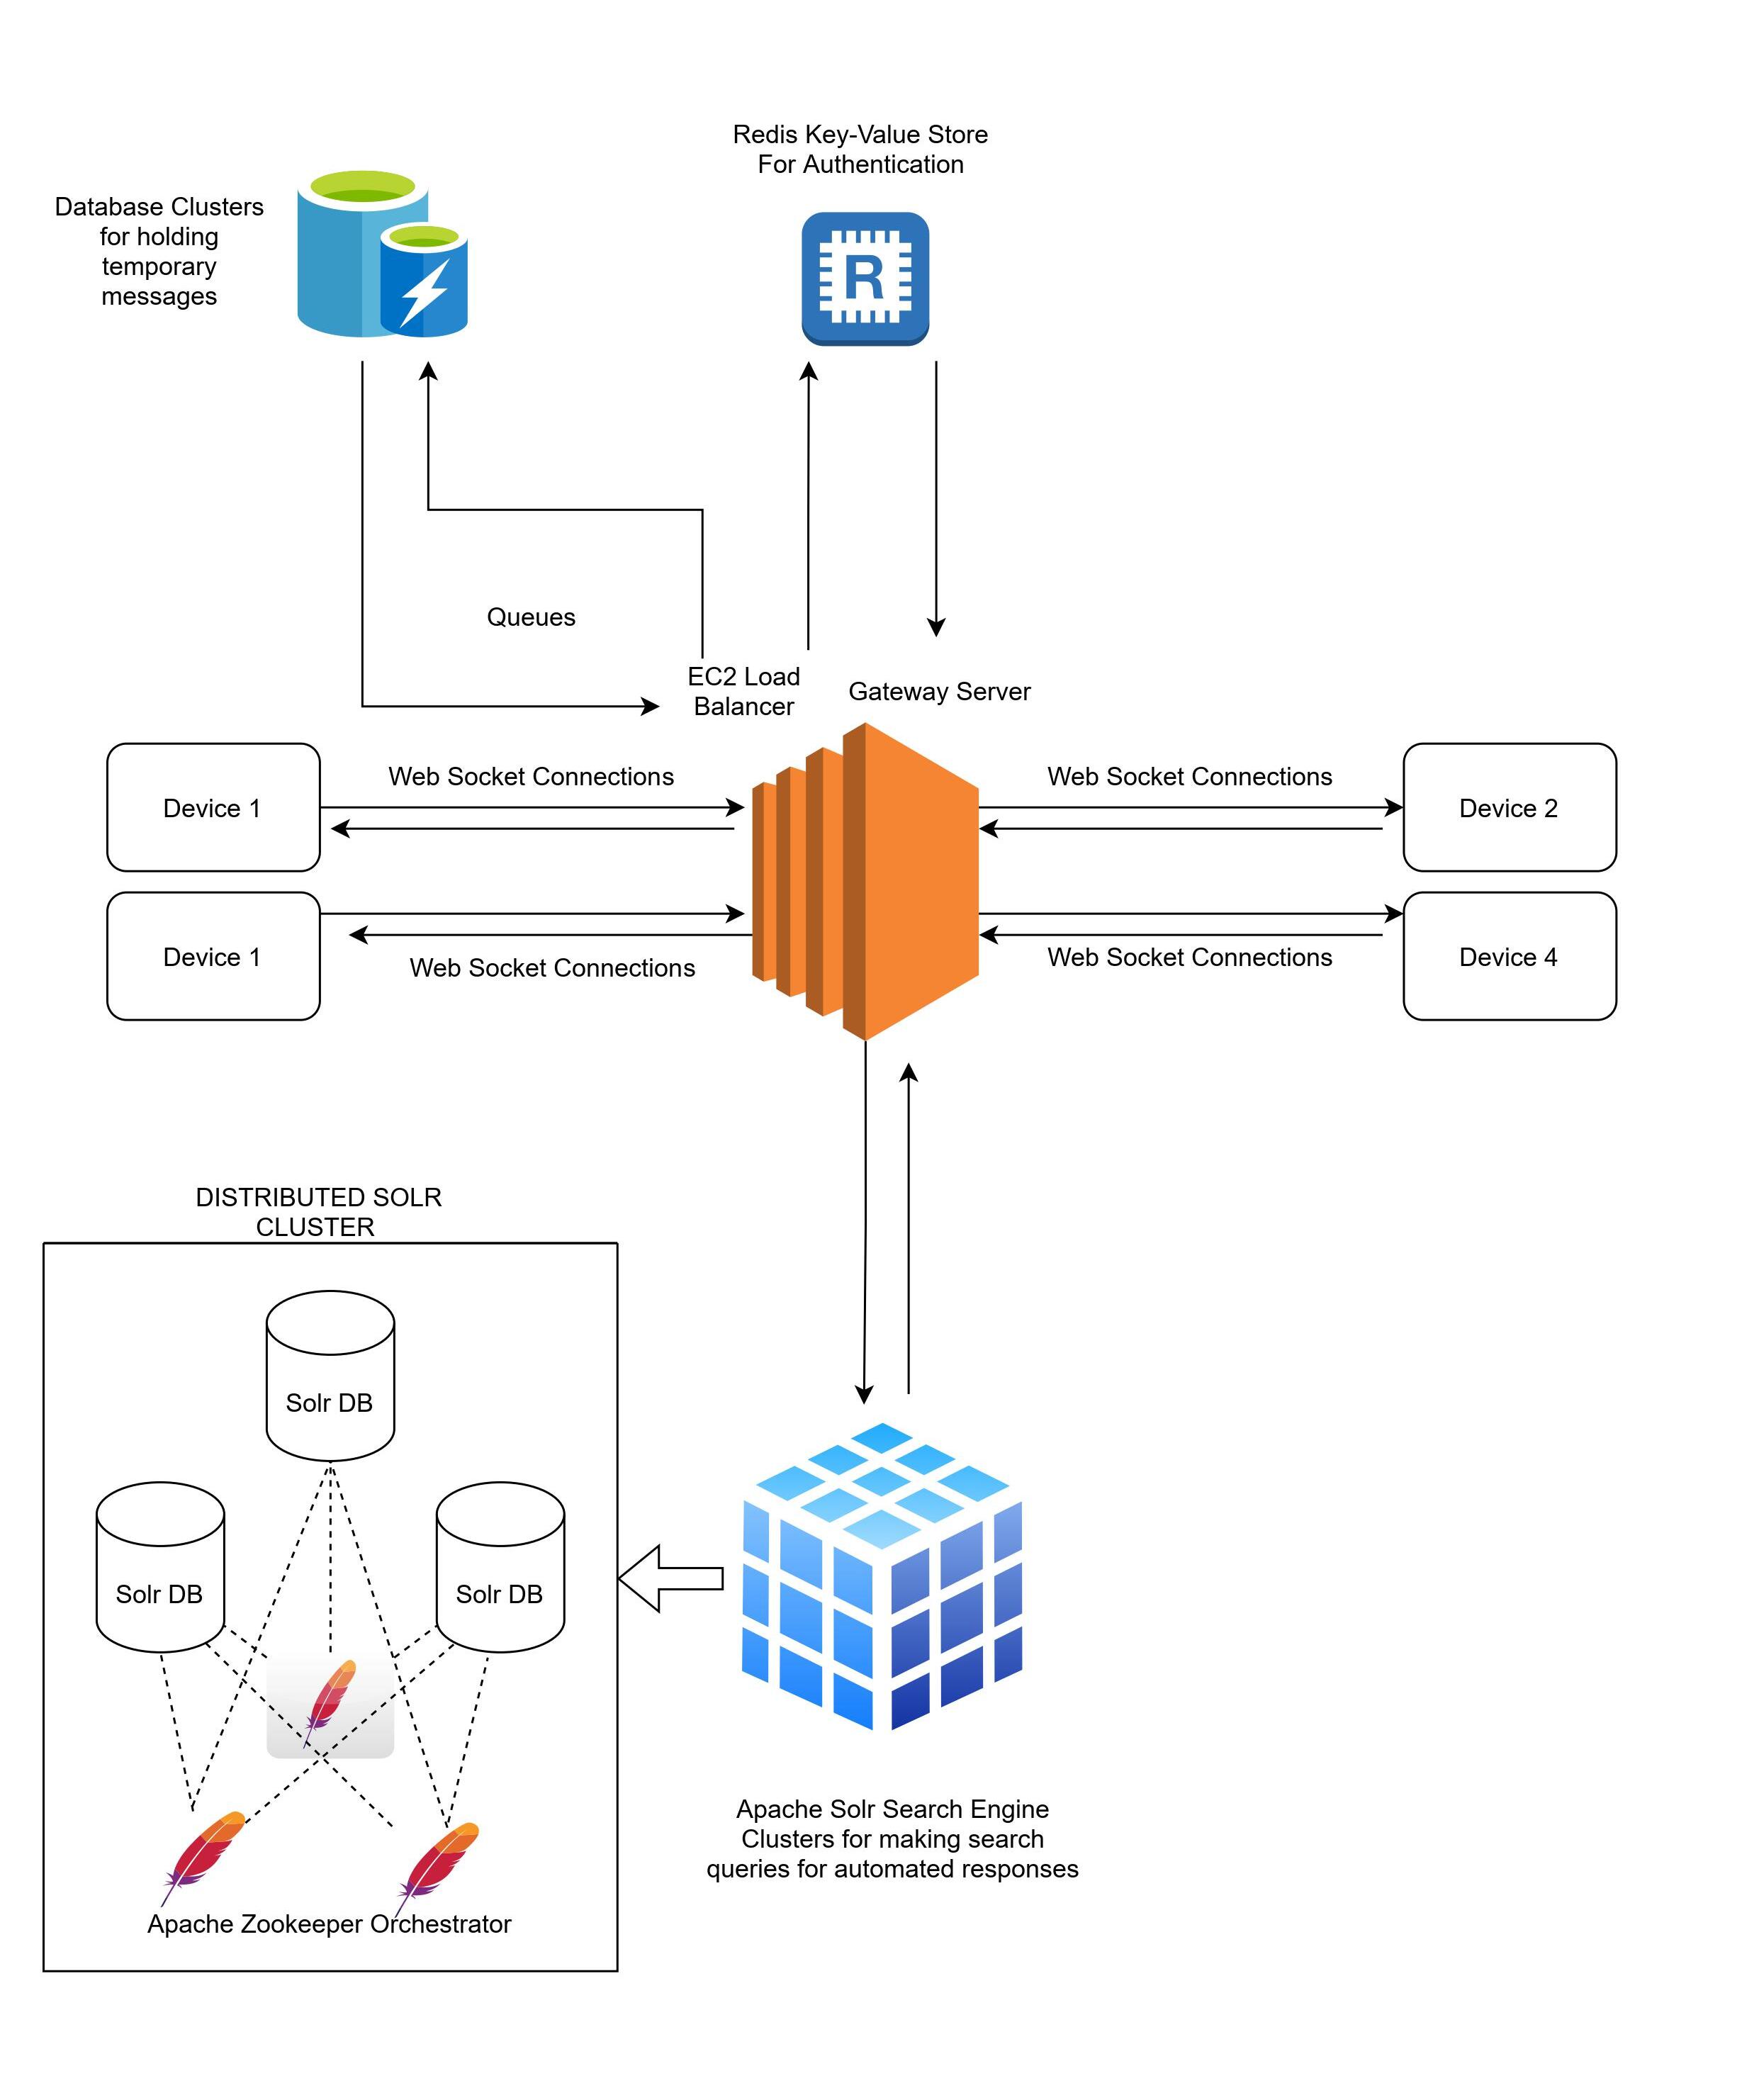 Redis Key-Value Store
For Authentication
Database Clusters
for holding
temporary
messages
R
Queues
EC2 Load
Balancer
Gateway Server
Device 1
Web Socket Connections
Web Socket Connections
Device 2
Device 1
Web Socket Connections
Web Socket Connections
Device 4
DISTRIBUTED SOLR
CLUSTER
Solr DB
Solr DB
Solr DB
Apache Zookeeper Orchestrator
Apache Solr Search Engine
Clusters for making search
queries for automated responses